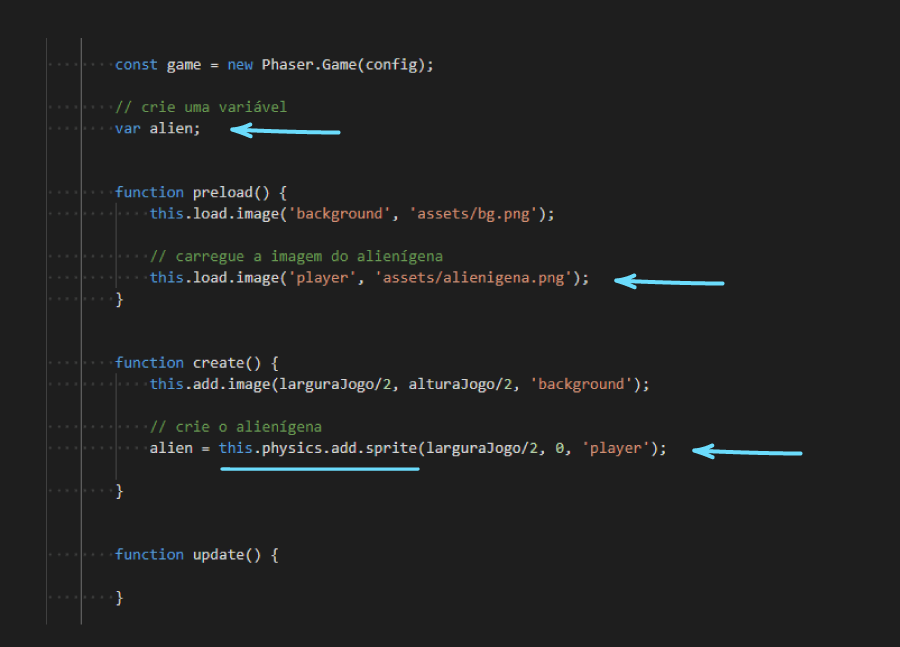 const game = new Phaser.Game(config);
// crie uma variável
var alien;
function preload() {
this.load.image('background', 'assets/bg.png');
// carregue a imagem do alienígena
this.load.image('player', 'assets/alienigena.png');
}
function create() {
this.add.image(larguraJogo/2, alturaJogo/2, 'background');
// crie o alienígena
alien = this.physics.add.sprite(larguraJogo/2, 0, 'player');
}
function update() {
}